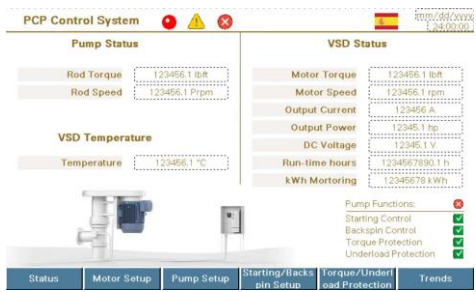 PCP Control System
mm/dd/yyyy
24:00:00
Pump Status
Rod Torque 123456.1 lbft
Rod Speed 123456.1 Prpm
VSD Temperature
Temperature 123456.1 °C
VSD Status
Motor Torque 123456.1 lbft
Motor Speed 123456.1 rpm
Output Current 123456 A
Output Power 12345.1 hp
DC Voltage 12345.1 V
Run-time hours 1234567890.1 h
kWh Mortoring 12345678 kWh
Pump Functions:
Starting Control
Backspin Control
Torque Protection
Underload Protection
Status
Motor Setup
Pump Setup
Starting/Backs
pin Setup
Torque/Underl
oad Protection
Trends